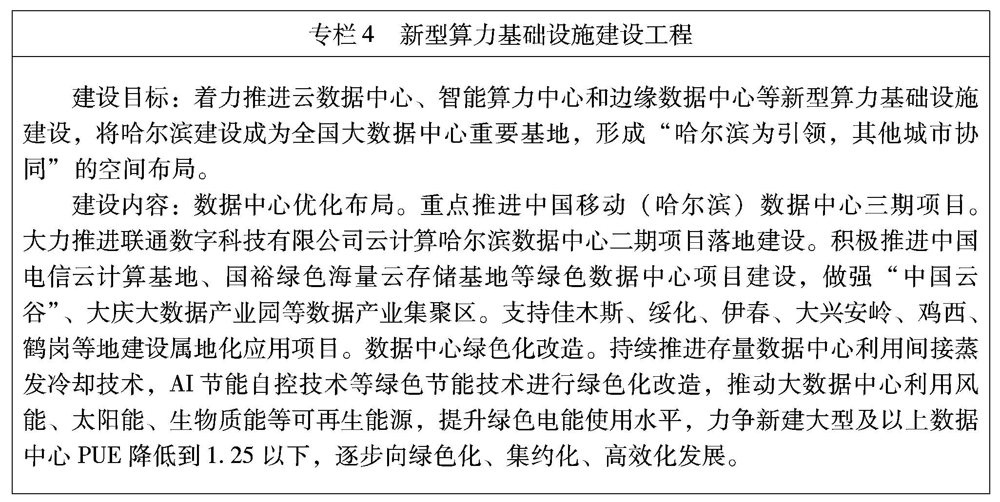 专栏4 新型算力基础设施建设工程
建设目标：着力推进云数据中心、智能算力中心和边缘数据中心等新型算力基础设施
建设，将哈尔滨建设成为全国大数据中心重要基地，形成“哈尔滨为引领，其他城市协
同”的空间布局。
建设内容：数据中心优化布局。重点推进中国移动（哈尔滨）数据中心三期项目。
大力推进联通数字科技有限公司云计算哈尔滨数据中心二期项目落地建设。积极推进中国
电信云计算基地、国裕绿色海量云存储基地等绿色数据中心项目建设，做强“中国云
谷”、大庆大数据产业园等数据产业集聚区。支持佳木斯、绥化、伊春、大兴安岭、鸡西、
鹤岗等地建设属地化应用项目。数据中心绿色化改造。持续推进存量数据中心利用间接蒸
发冷却技术，AI节能自控技术等绿色节能技术进行绿色化改造，推动大数据中心利用风
能、太阳能、生物质能等可再生能源，提升绿色电能使用水平，力争新建大型及以上数据
中心PUE降低到1.25以下，逐步向绿色化、集约化、高效化发展。